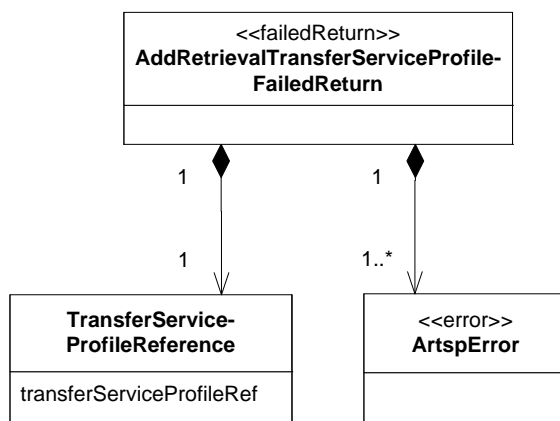 <<failedReturn>>
AddRetrievalTransferServiceProfile-
FailedReturn
1
1
1
1..*
TransferService-
ProfileReference
transferServiceProfileRef
<<error>>
ArtspError